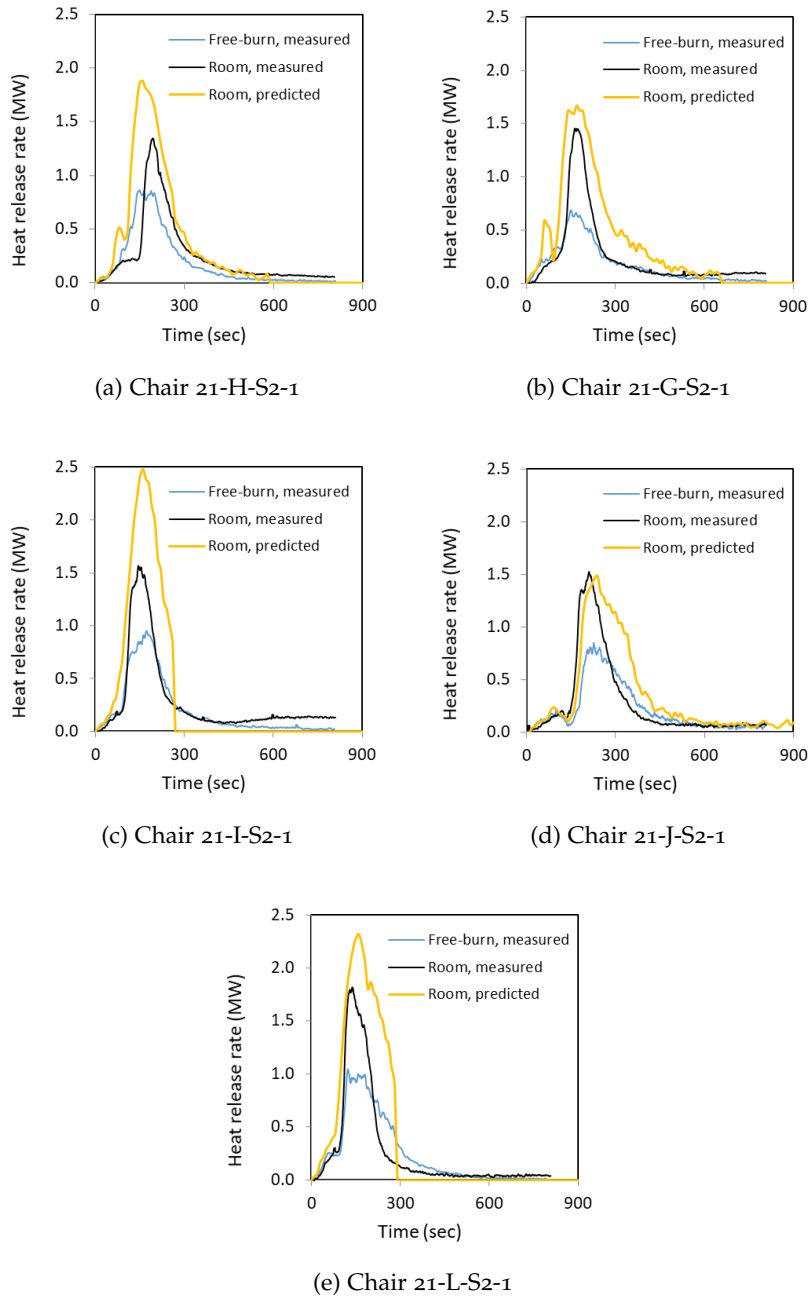 2.5
2.0
1.5
1.0
0.5
0.0
Heat release rate (MW)
Free-burn, measured
Room, measured
Room, predicted
0 300 600 900
Time (sec)
(a) Chair 21-H-S2-1
2.5
2.0
1.5
1.0
0.5
0.0
Heat release rate (MW)
Free-burn, measured
Room, measured
Room, predicted
0 300 600 900
Time (sec)
(b) Chair 21-G-S2-1
2.5
2.0
1.5
1.0
0.5
0.0
Heat release rate (MW)
Free-burn, measured
Room, measured
Room, predicted
0 300 600 900
Time (sec)
(c) Chair 21-I-S2-1
2.5
2.0
1.5
1.0
0.5
0.0
Heat release rate (MW)
Free-burn, measured
Room, measured
Room, predicted
0 300 600 900
Time (sec)
(d) Chair 21-J-S2-1
2.5
2.0
1.5
1.0
0.5
0.0
Heat release rate (MW)
Free-burn, measured
Room, measured
Room, predicted
0 300 600 900
Time (sec)
(e) Chair 21-L-S2-1